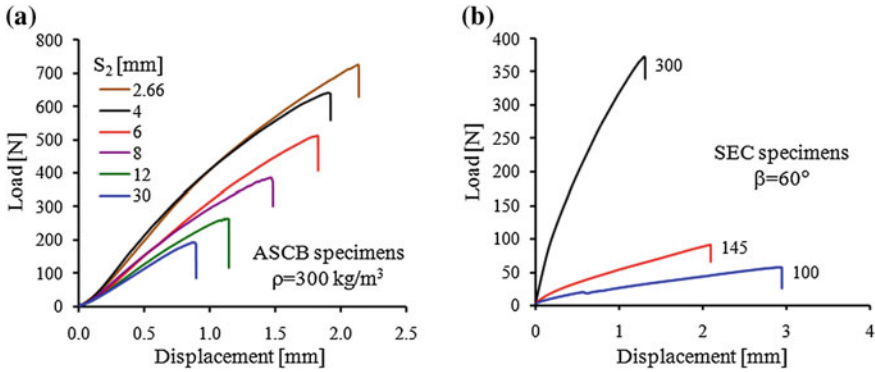 (a)
800
700
600
500
400
300
200
100
0
Load [N]
S₂ [mm]
2.66
4
6
8
12
30
ASCB specimens
ρ=300 kg/m³
0.0 0.5 1.0 1.5 2.0 2.5
Displacement [mm]
(b)
400
350
300
250
200
150
100
50
0
Load [N]
300
SEC specimens
β=60°
145
100
0 1 2 3 4
Displacement [mm]